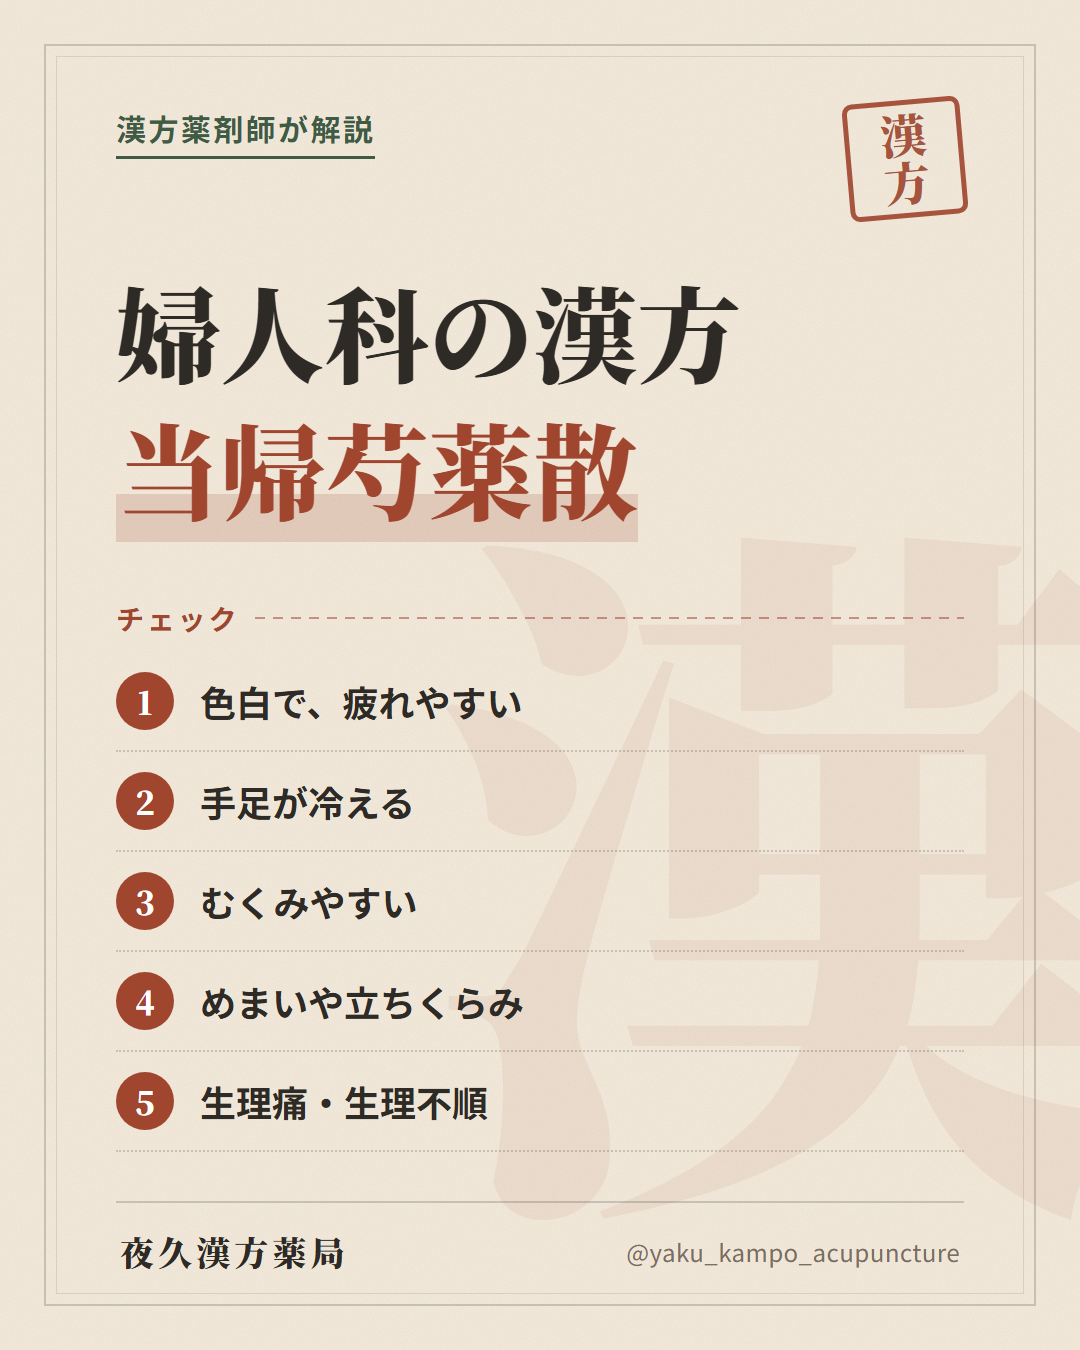 漢方薬剤師が解説
漢
方
婦人科の漢方
当帰芍薬散
チェック
1 色白で、疲れやすい
2 手足が冷える
3 むくみやすい
4 めまいや立ちくらみ
5 生理痛・生理不順
漢
夜久漢方薬局
@yaku_kampo_acupuncture